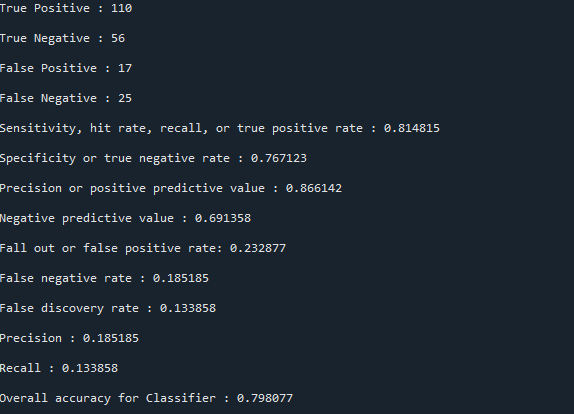 True Positive : 110
True Negative : 56
False Positive : 17
False Negative : 25
Sensitivity, hit rate, recall, or true positive rate : 0.814815
Specificity or true negative rate : 0.767123
Precision or positive predictive value : 0.866142
Negative predictive value : 0.691358
Fall out or false positive rate: 0.232877
False negative rate : 0.185185
False discovery rate : 0.133858
Precision : 0.185185
Recall : 0.133858
Overall accuracy for Classifier : 0.798077